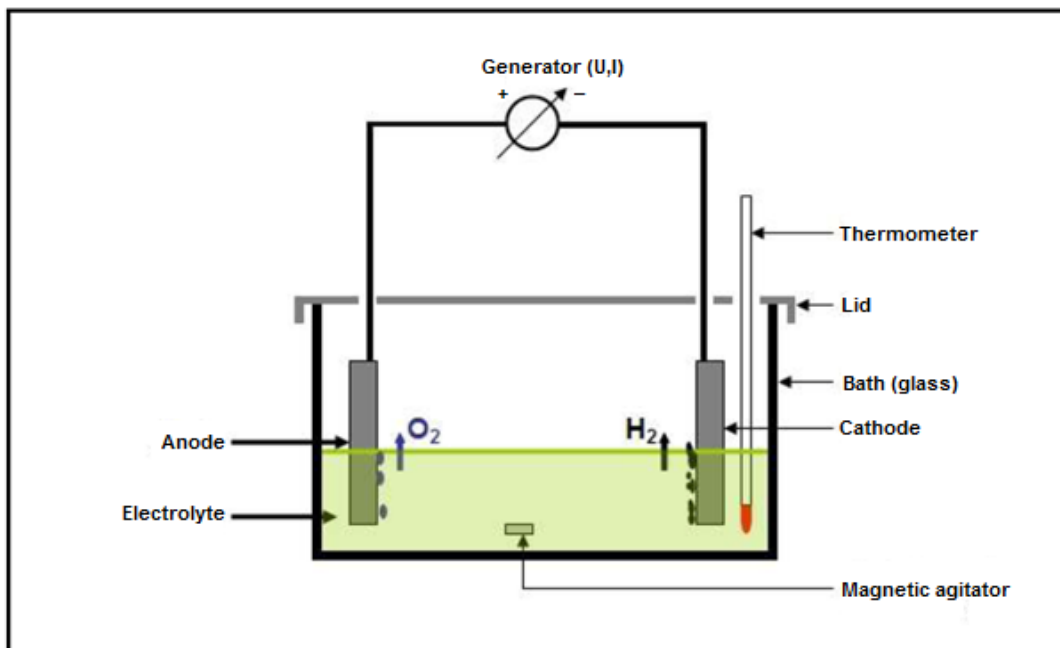 Generator (U,I)
+ −
Thermometer
Lid
Bath (glass)
Anode
O₂
H₂
Cathode
Electrolyte
Magnetic agitator